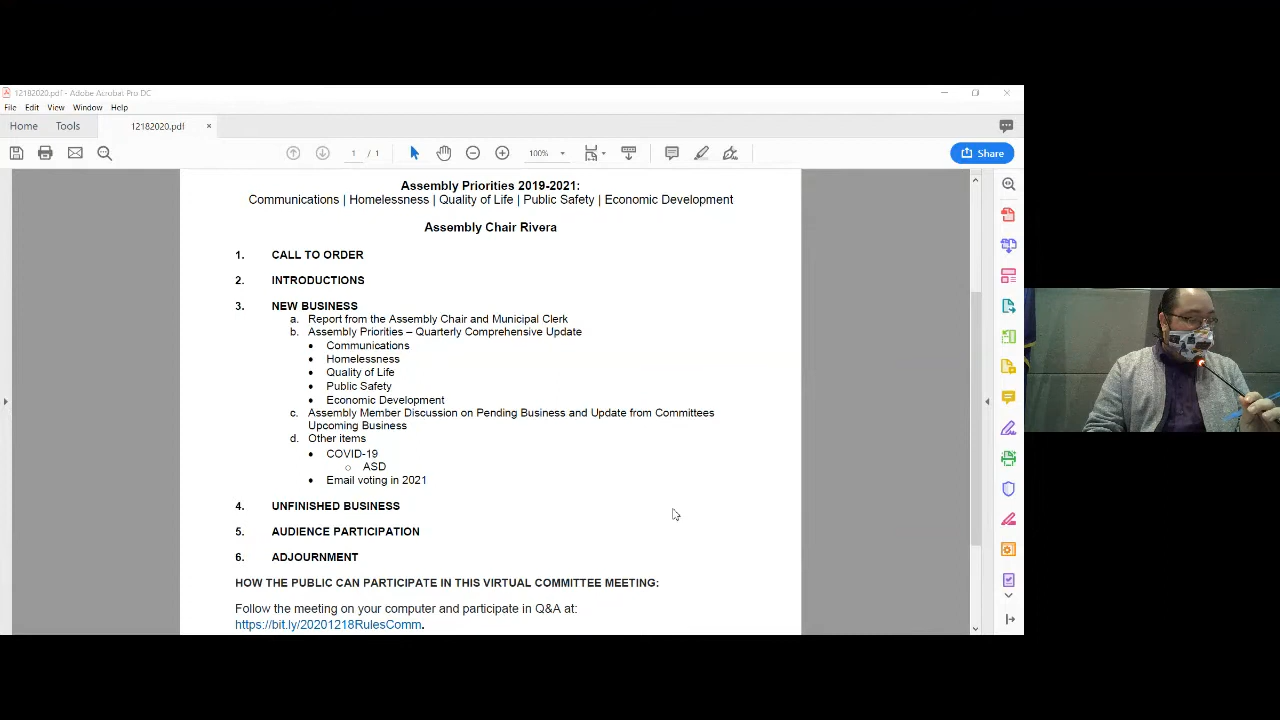 12182020.pdf - Adobe Acrobat Pro DC
File Edit View Window Help
Home Tools 12182020.pdf ×
1 / 1 100% Share
Assembly Priorities 2019-2021:
Communications | Homelessness | Quality of Life | Public Safety | Economic Development
Assembly Chair Rivera
1. CALL TO ORDER
2. INTRODUCTIONS
3. NEW BUSINESS
a. Report from the Assembly Chair and Municipal Clerk
b. Assembly Priorities – Quarterly Comprehensive Update
• Communications
• Homelessness
• Quality of Life
• Public Safety
• Economic Development
c. Assembly Member Discussion on Pending Business and Update from Committees
Upcoming Business
d. Other items
• COVID-19
o ASD
• Email voting in 2021
4. UNFINISHED BUSINESS
5. AUDIENCE PARTICIPATION
6. ADJOURNMENT
HOW THE PUBLIC CAN PARTICIPATE IN THIS VIRTUAL COMMITTEE MEETING:
Follow the meeting on your computer and participate in Q&A at:
https://bit.ly/20201218RulesComm.